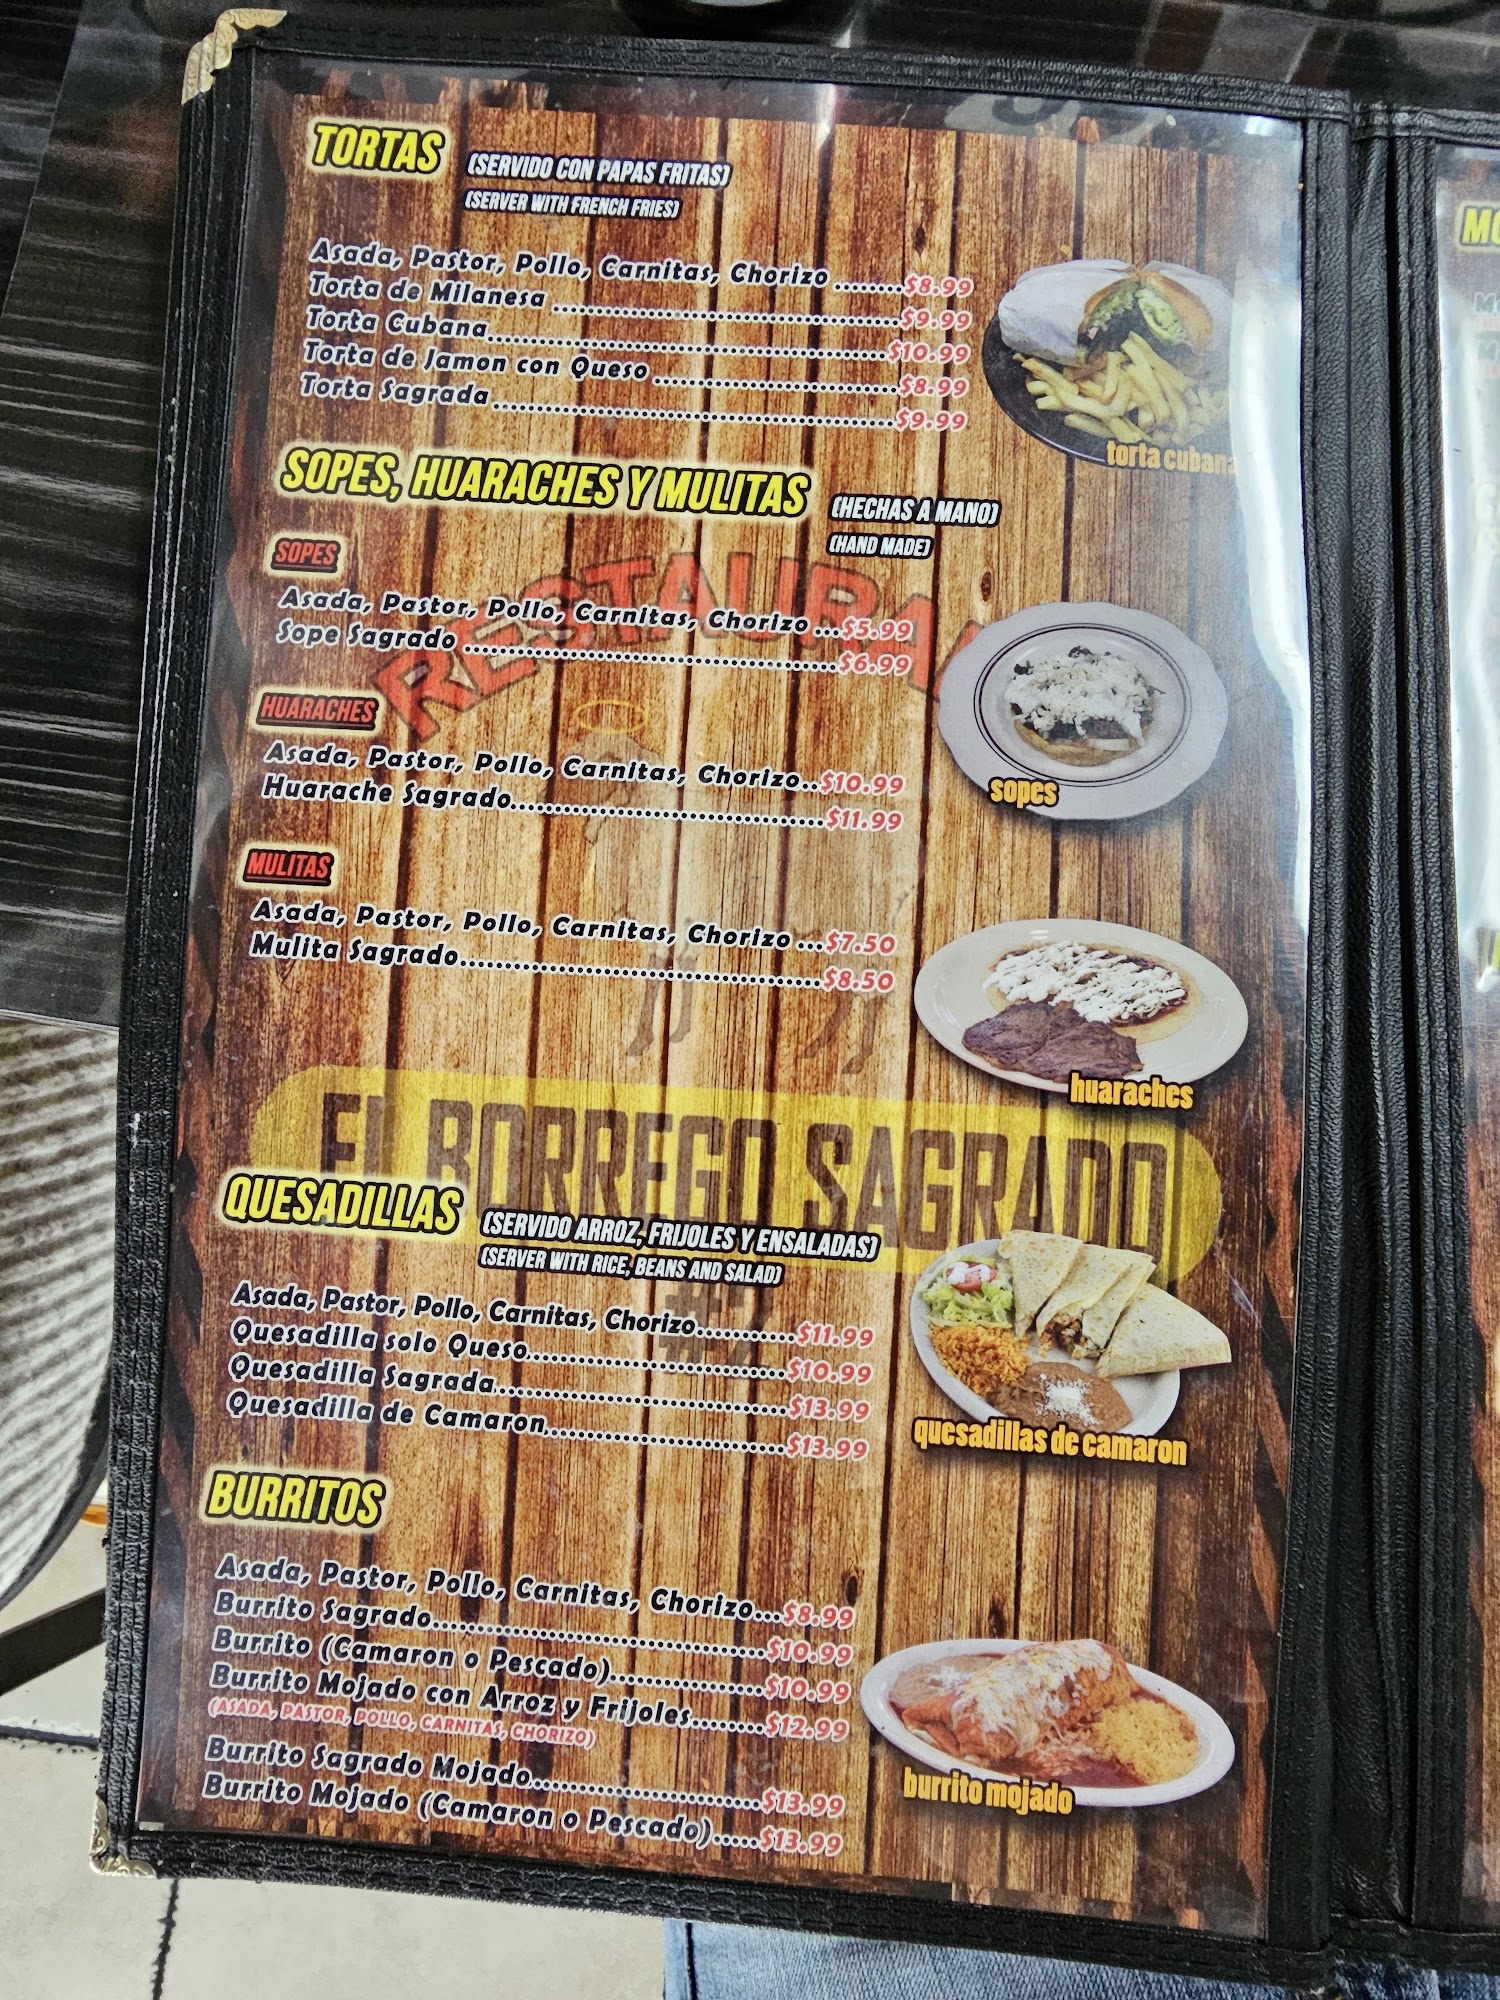 TORTAS (SERVIDO CON PAPAS FRITAS)
(SERVER WITH FRENCH FRIES)
Asada, Pastor, Pollo, Carnitas, Chorizo ........$8.99
Torta de Milanesa ........$9.99
Torta Cubana........$10.99
Torta de Jamon con Queso ........$8.99
Torta Sagrada ........$9.99
torta cubana
SOPES, HUARACHES Y MULITAS (HECHAS A MANO)
(HAND MADE)
SOPES
Asada, Pastor, Pollo, Carnitas, Chorizo ...$5.99
Sope Sagrado ........$6.99
sopes
HUARACHES
Asada, Pastor, Pollo, Carnitas, Chorizo..$10.99
Huarache Sagrado........$11.99
MULITAS
Asada, Pastor, Pollo, Carnitas, Chorizo ...$7.50
Mulita Sagrado........$8.50
huaraches
EL BORREGO SAGRADO
QUESADILLAS (SERVIDO ARROZ, FRIJOLES Y ENSALADAS)
(SERVER WITH RICE, BEANS AND SALAD)
Asada, Pastor, Pollo, Carnitas, Chorizo...........$11.99
Quesadilla solo Queso........$10.99
Quesadilla Sagrada........$13.99
Quesadilla de Camaron........$13.99
quesadillas de camaron
BURRITOS
Asada, Pastor, Pollo, Carnitas, Chorizo...$8.99
Burrito Sagrado........$10.99
Burrito (Camaron o Pescado)........$10.99
Burrito Mojado con Arroz y Frijoles........$12.99
(ASADA, PASTOR, POLLO, CARNITAS, CHORIZO)
Burrito Sagrado Mojado........$13.99
Burrito Mojado (Camaron o Pescado).....$13.99
burrito mojado